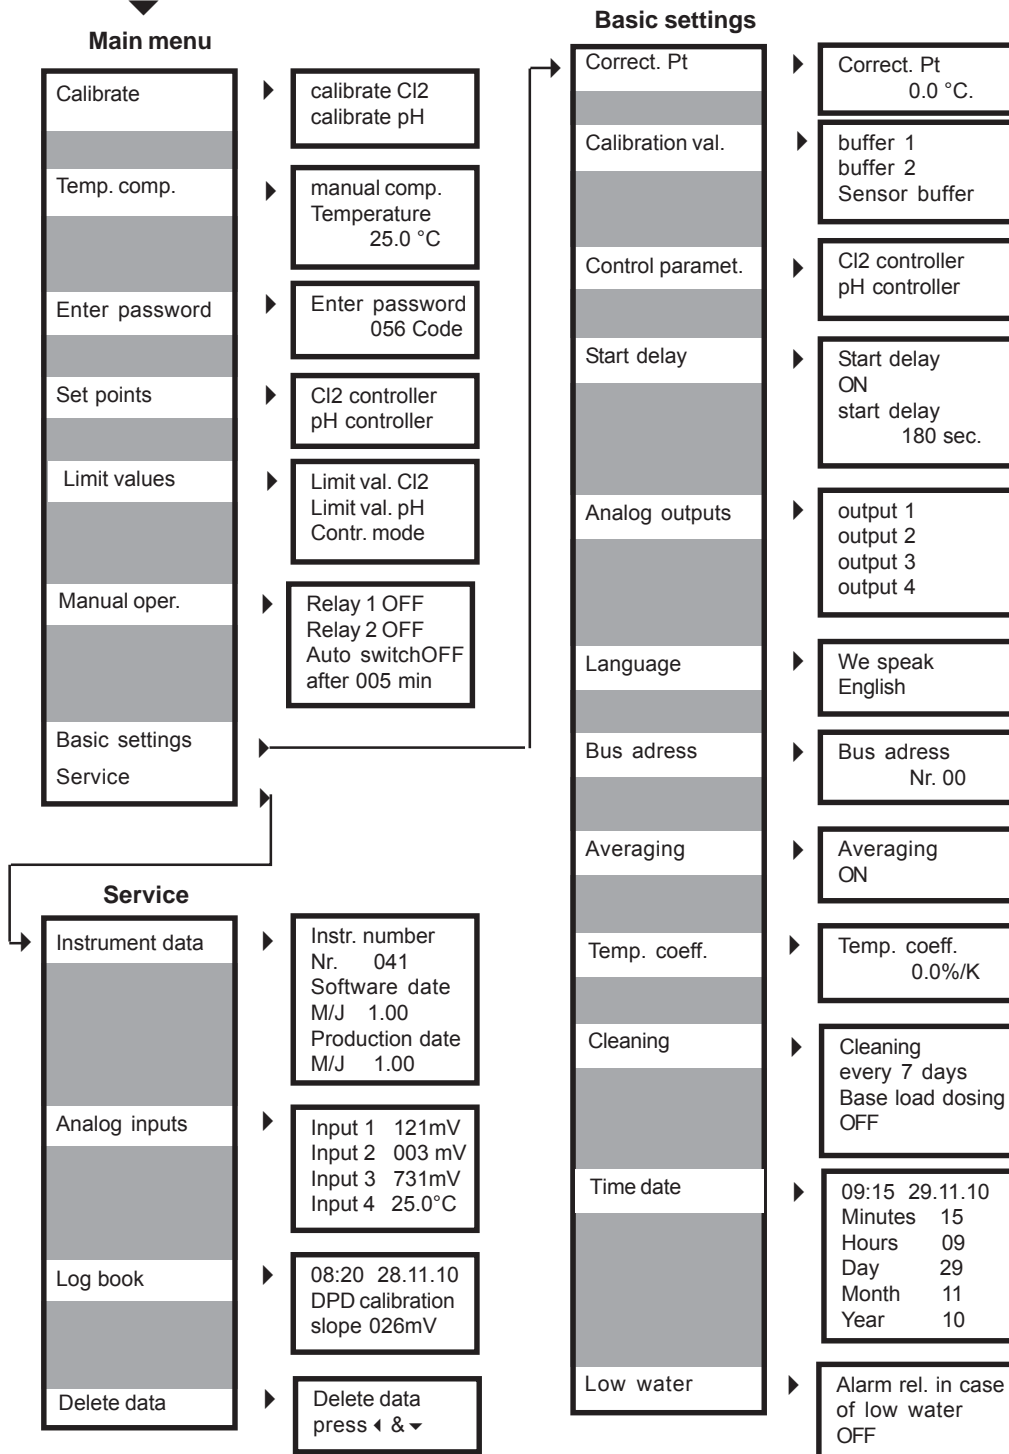 Main menu
Calibrate
calibrate Cl2
calibrate pH
Temp. comp.
manual comp.
Temperature
25.0 °C
Enter password
Enter password
056 Code
Set points
Cl2 controller
pH controller
Limit values
Limit val. Cl2
Limit val. pH
Contr. mode
Manual oper.
Relay 1 OFF
Relay 2 OFF
Auto switchOFF
after 005 min
Basic settings
Service
Service
Instrument data
Instr. number
Nr. 041
Software date
M/J 1.00
Production date
M/J 1.00
Analog inputs
Input 1 121mV
Input 2 003 mV
Input 3 731mV
Input 4 25.0°C
Log book
08:20 28.11.10
DPD calibration
slope 026mV
Delete data
Delete data
press &
Basic settings
Correct. Pt
Correct. Pt
0.0 °C.
Calibration val.
buffer 1
buffer 2
Sensor buffer
Control paramet.
Cl2 controller
pH controller
Start delay
Start delay
ON
start delay
180 sec.
Analog outputs
output 1
output 2
output 3
output 4
Language
We speak
English
Bus adress
Bus adress
Nr. 00
Averaging
Averaging
ON
Temp. coeff.
Temp. coeff.
0.0%/K
Cleaning
Cleaning
every 7 days
Base load dosing
OFF
Time date
09:15 29.11.10
Minutes 15
Hours 09
Day 29
Month 11
Year 10
Low water
Alarm rel. in case
of low water
OFF